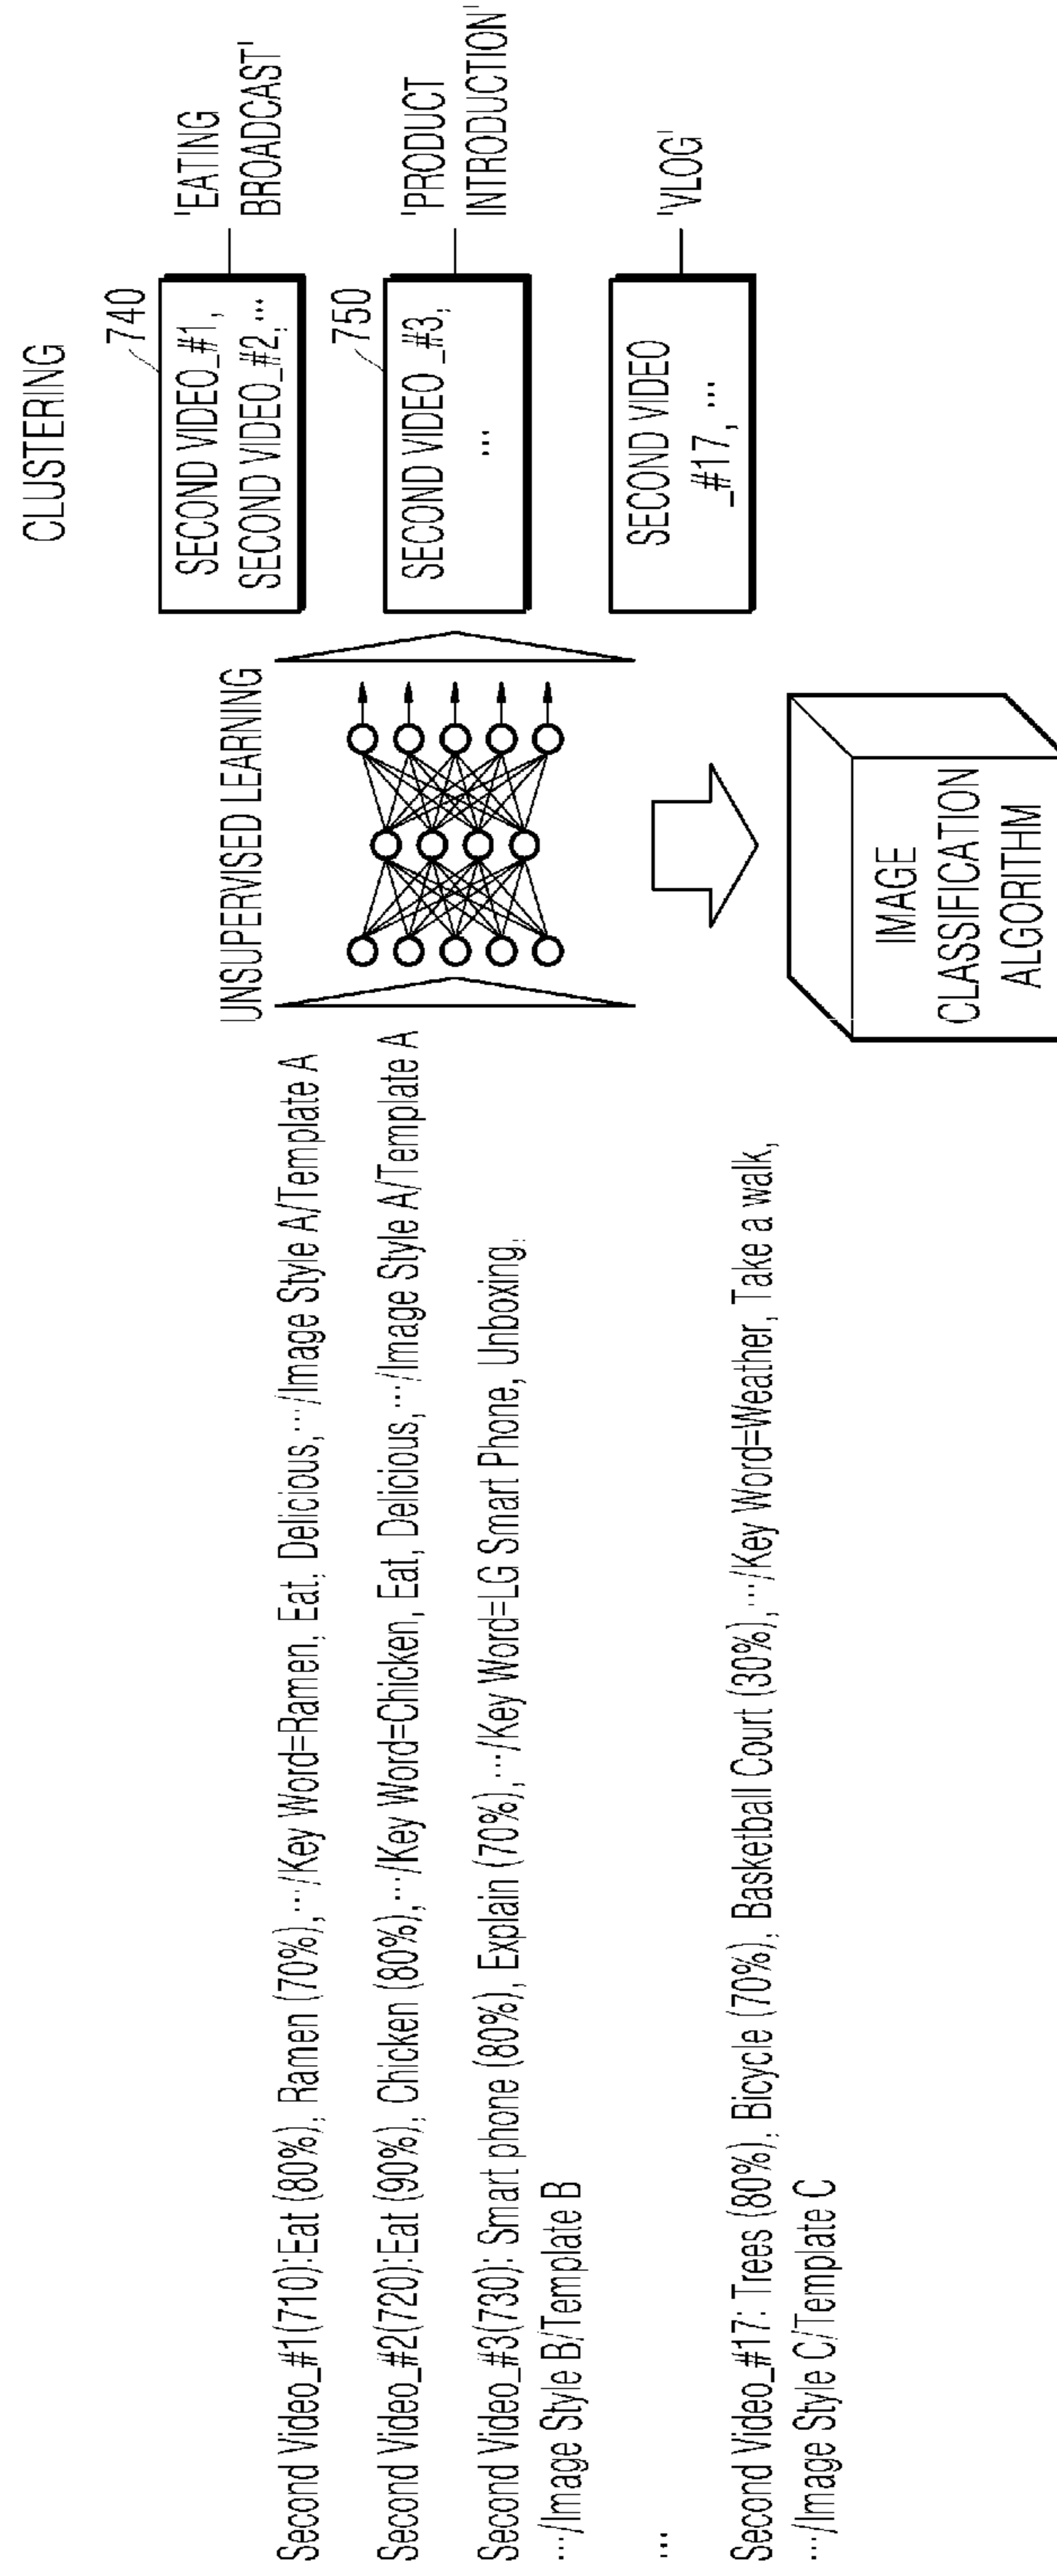 Second Video_#1(710):Eat (80%), Ramen (70%),…/Key Word=Ramen, Eat, Delicious,…/Image Style A/Template A
Second Video_#2(720):Eat (90%), Chicken (80%),…/Key Word=Chicken, Eat, Delicious,…/Image Style A/Template A
Second Video_#3(730): Smart phone (80%), Explain (70%),…/Key Word=LG Smart Phone, Unboxing,
…/Image Style B/Template B
…
Second Video_#17: Trees (80%), Bicycle (70%), Basketball Court (30%),…/Key Word=Weather, Take a walk,
…/Image Style C/Template C
UNSUPERVISED LEARNING
IMAGE
CLASSIFICATION
ALGORITHM
CLUSTERING
740
SECOND VIDEO_#1,
SECOND VIDEO_#2,…
'EATING
BROADCAST'
750
SECOND VIDEO _#3,
…
'PRODUCT
INTRODUCTION'
SECOND VIDEO
_#17, …
'VLOG'